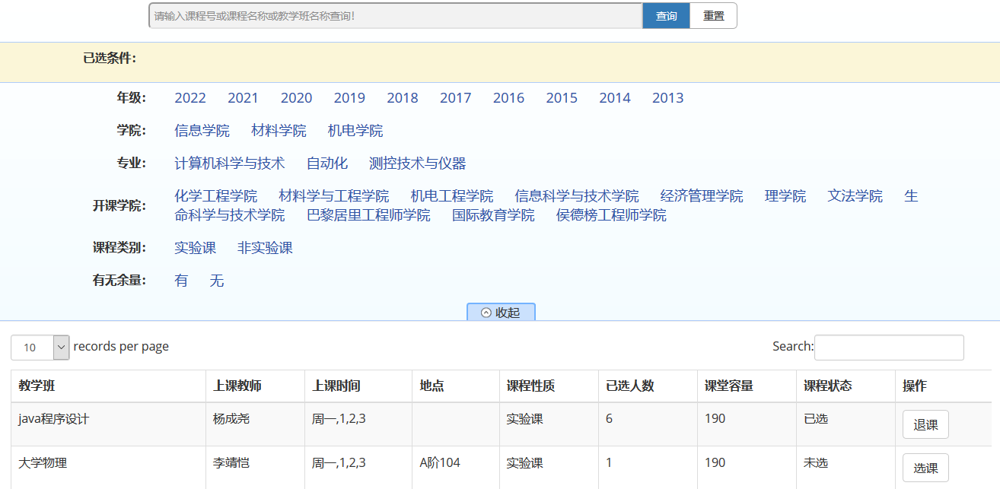 请输入课程号或课程名称或教学班名称查询! 查询 重置
已选条件:
年级: 2022 2021 2020 2019 2018 2017 2016 2015 2014 2013
学院: 信息学院 材料学院 机电学院
专业: 计算机科学与技术 自动化 测控技术与仪器
开课学院: 化学工程学院 材料学与工程学院 机电工程学院 信息科学与技术学院 经济管理学院 理学院 文法学院 生
命科学与技术学院 巴黎居里工程师学院 国际教育学院 侯德榜工程师学院
课程类别: 实验课 非实验课
有无余量: 有 无
收起
10 records per page Search:
教学班 上课教师 上课时间 地点 课程性质 已选人数 课堂容量 课程状态 操作
java程序设计 杨成尧 周一,1,2,3 实验课 6 190 已选 退课
大学物理 李靖恺 周一,1,2,3 A阶104 实验课 1 190 未选 选课